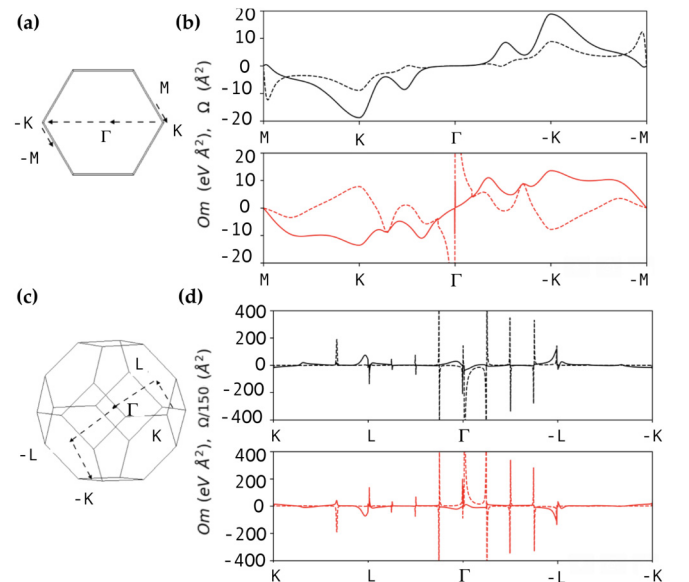 (a)
M
-K
Γ
K
-M
(b)
Om (eV Å²), Ω (Å²)
20
10
0
-10
20
M K Γ -K -M
20
10
0
-10
20
M K Γ -K -M
(c)
L
Γ
K
-L
-K
(d)
Om (eV Å²), Ω/150 (Å²)
400
200
0
-200
-400
K L Γ -L -K
400
200
0
-200
-400
K L Γ -L -K